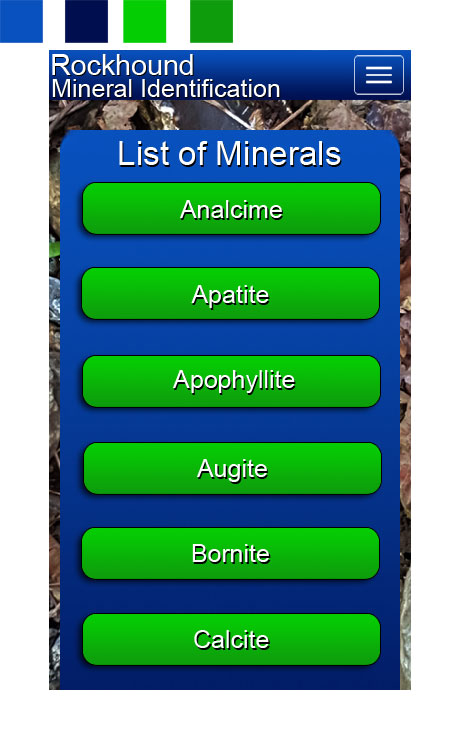 Rockhound
Mineral Identification
List of Minerals
Analcime
Apatite
Apophyllite
Augite
Bornite
Calcite